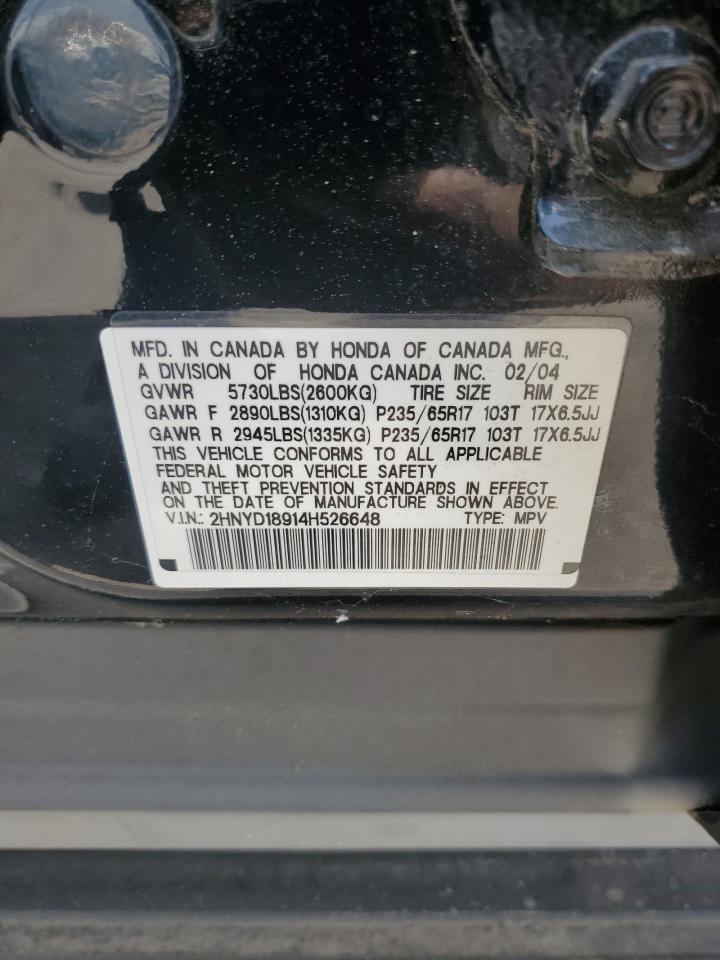 MFD. IN CANADA BY HONDA OF CANADA MFG.,
A DIVISION OF HONDA CANADA INC. 02/04
GVWR 5730LBS(2600KG) TIRE SIZE RIM SIZE
GAWR F 2890LBS(1310KG) P235/65R17 103T 17X6.5JJ
GAWR R 2945LBS(1335KG) P235/65R17 103T 17X6.5JJ
THIS VEHICLE CONFORMS TO ALL APPLICABLE
FEDERAL MOTOR VEHICLE SAFETY
AND THEFT PREVENTION STANDARDS IN EFFECT
ON THE DATE OF MANUFACTURE SHOWN ABOVE.
V.I.N.: 2HNYD18914H526648 TYPE: MPV